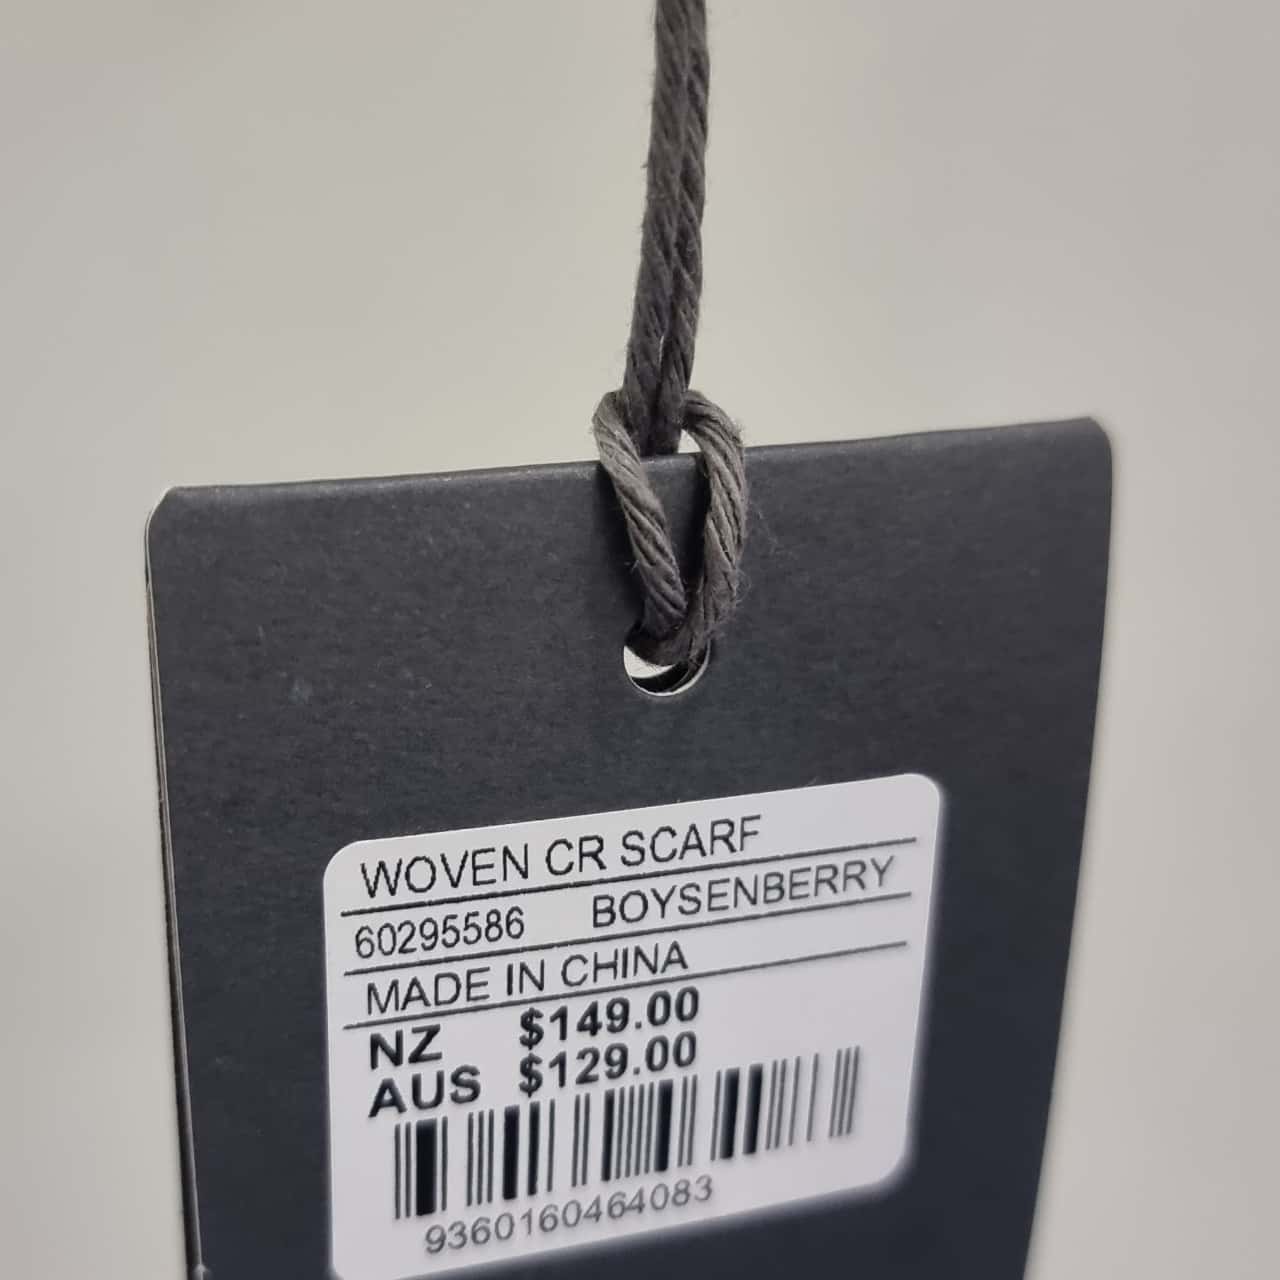 WOVEN CR SCARF
60295586 BOYSENBERRY
MADE IN CHINA
NZ $149.00
AUS $129.00
9360160464083